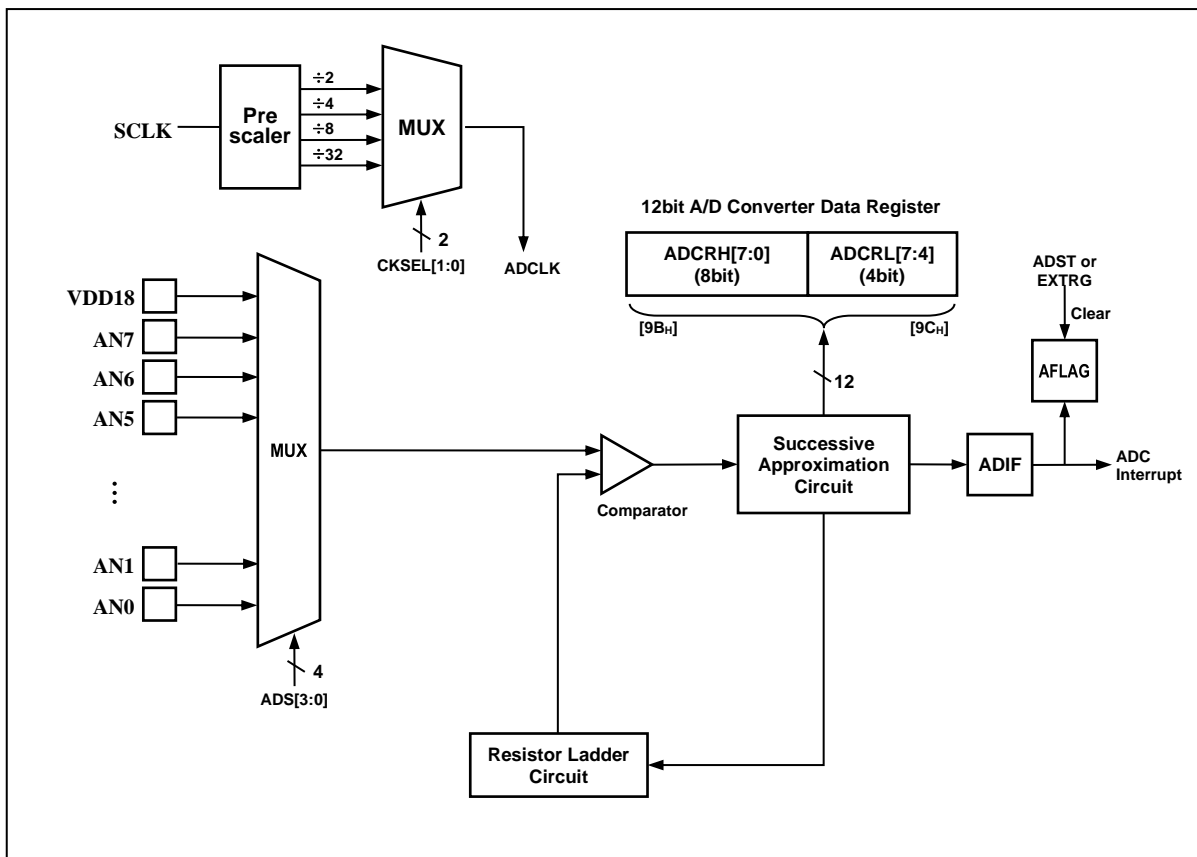 SCLK
Pre
scaler
÷2
÷4
÷8
÷32
MUX
2
CKSEL[1:0]
ADCLK
12bit A/D Converter Data Register
ADCRH[7:0]
(8bit)
ADCRL[7:4]
(4bit)
[9BH]
[9CH]
12
ADST or
EXTRG
Clear
AFLAG
VDD18
AN7
AN6
AN5
⋮
AN1
AN0
MUX
4
ADS[3:0]
Comparator
Successive
Approximation
Circuit
ADIF
ADC
Interrupt
Resistor Ladder
Circuit